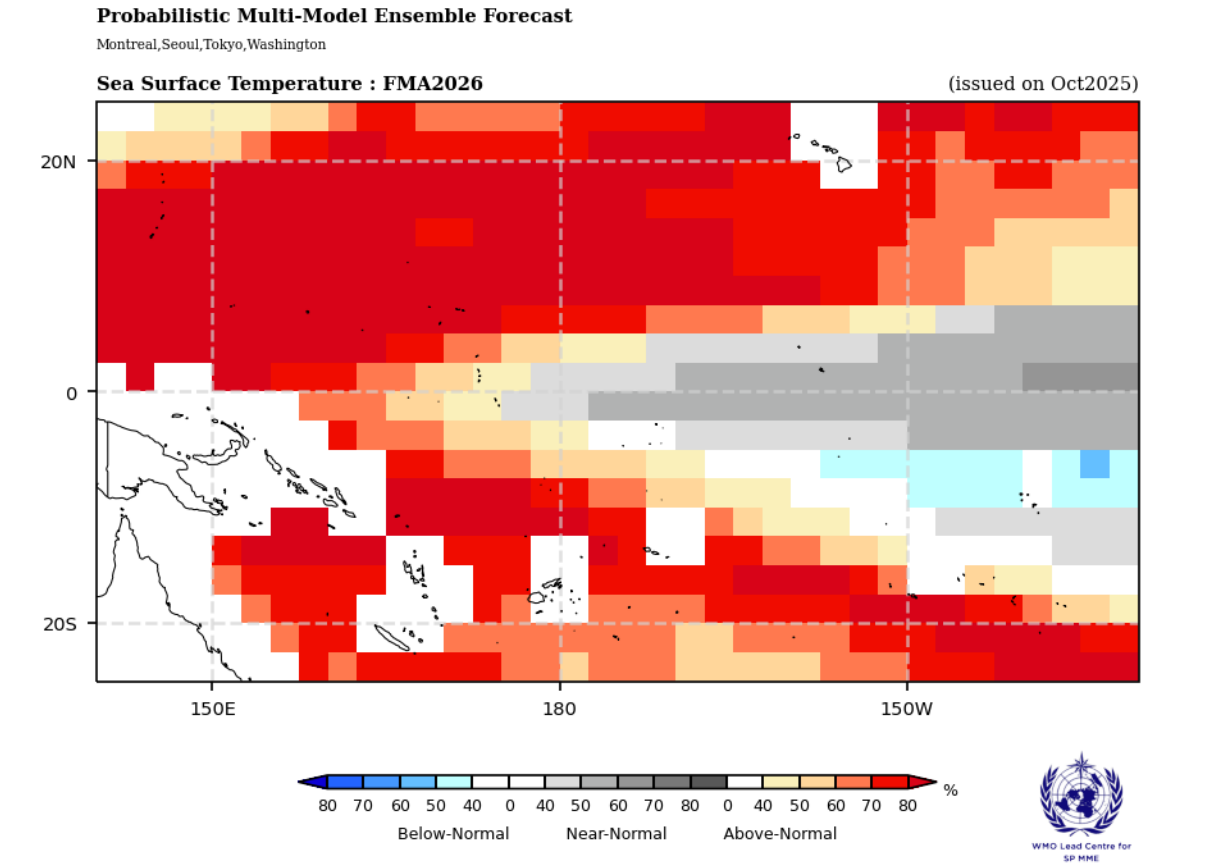 Probabilistic Multi-Model Ensemble Forecast
Montreal,Seoul,Tokyo,Washington
Sea Surface Temperature : FMA2026 (issued on Oct2025)
20N
0
20S
150E 180 150W
80 70 60 50 40 0 40 50 60 70 80 0 40 50 60 70 80 %
Below-Normal Near-Normal Above-Normal
WMO Lead Centre for
SP MME